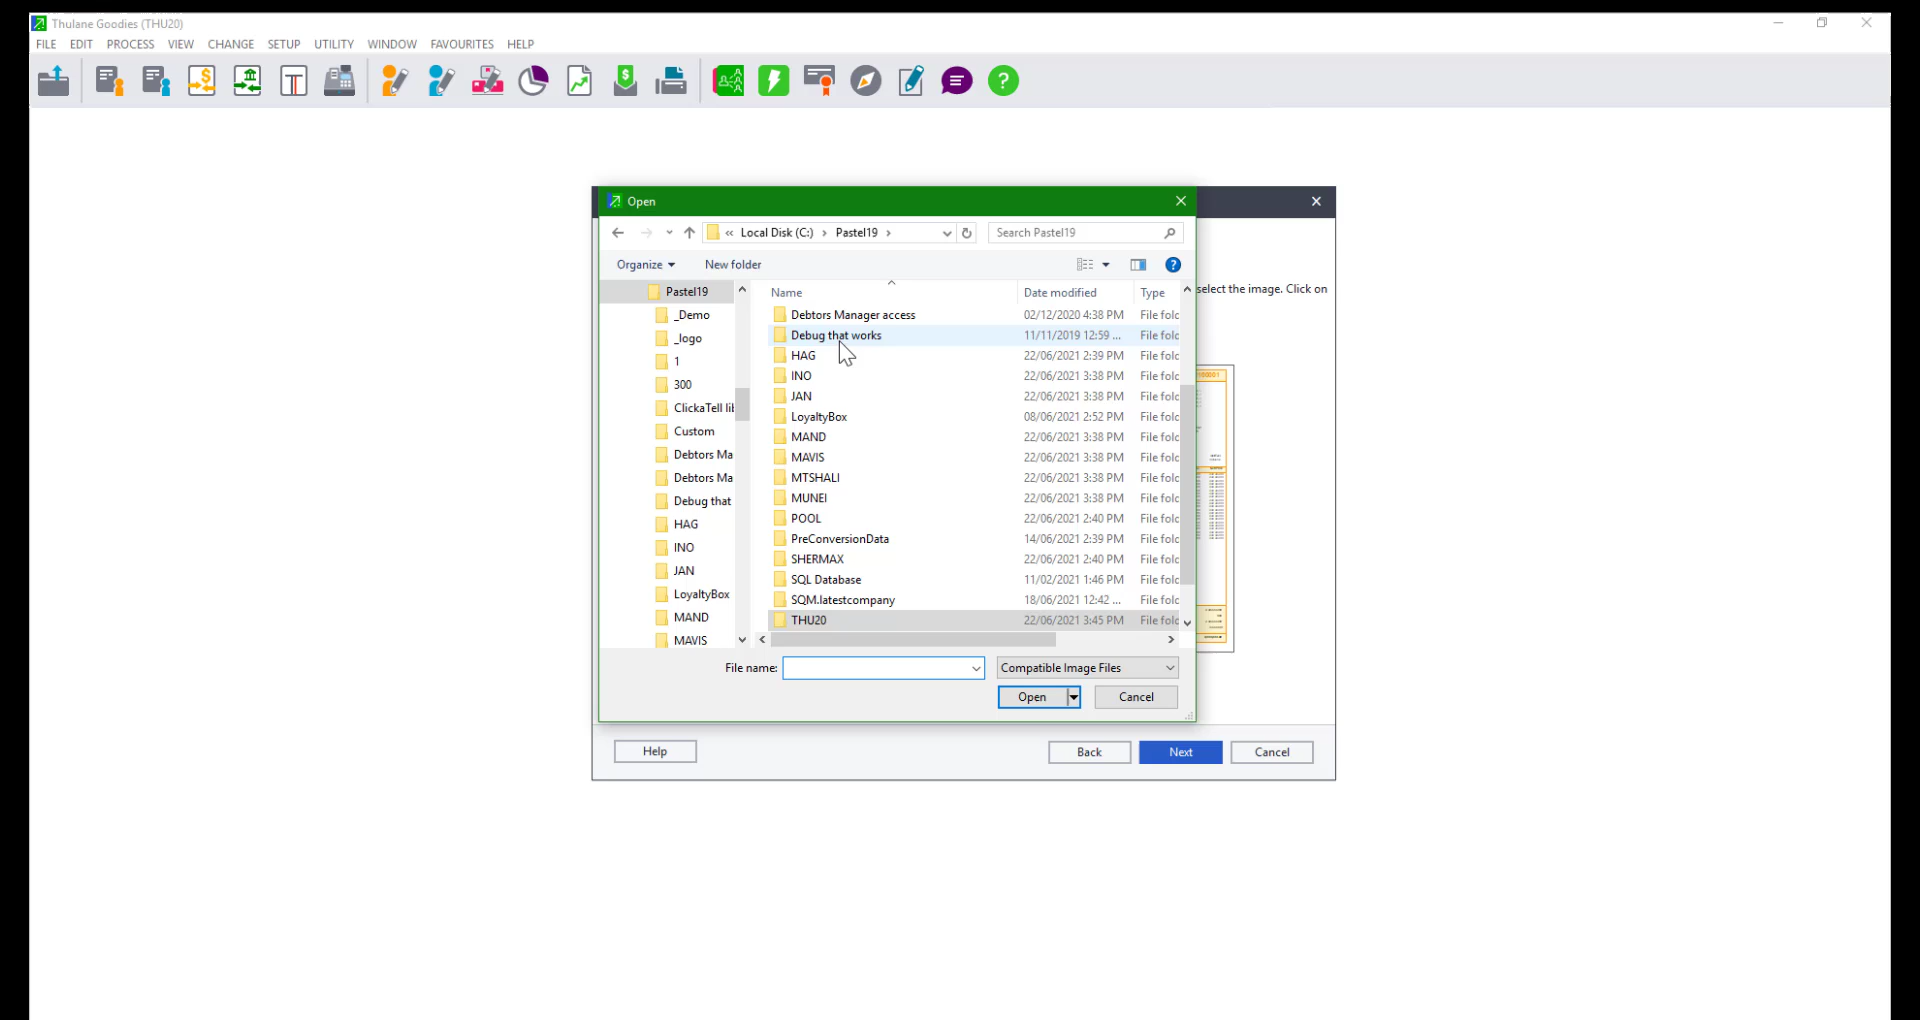 Thulane Goodies (THU20)
FILE EDIT PROCESS VIEW CHANGE SETUP UTILITY WINDOW FAVOURITES HELP
Open
« Local Disk (C:) › Pastel19 ›
Search Pastel19
Organize New folder
select the image. Click on
Pastel19
_Demo
_logo
1
300
ClickaTell lib
Custom
Debtors Ma
Debtors Ma
Debug that
HAG
INO
JAN
LoyaltyBox
MAND
MAVIS
Name Date modified Type
Debtors Manager access 02/12/2020 4:38 PM File folc
Debug that works 11/11/2019 12:59 ... File folc
HAG 22/06/2021 2:39 PM File folc
INO 22/06/2021 3:38 PM File folc
JAN 22/06/2021 3:38 PM File folc
LoyaltyBox 08/06/2021 2:52 PM File folc
MAND 22/06/2021 3:38 PM File folc
MAVIS 22/06/2021 3:38 PM File folc
MTSHALI 22/06/2021 3:38 PM File folc
MUNEI 22/06/2021 3:38 PM File folc
POOL 22/06/2021 2:40 PM File folc
PreConversionData 14/06/2021 2:39 PM File folc
SHERMAX 22/06/2021 2:40 PM File folc
SQL Database 11/02/2021 1:46 PM File folc
SQM.latestcompany 18/06/2021 12:42 ... File folc
THU20 22/06/2021 3:45 PM File folc
File name:
Compatible Image Files
Open Cancel
Help Back Next Cancel